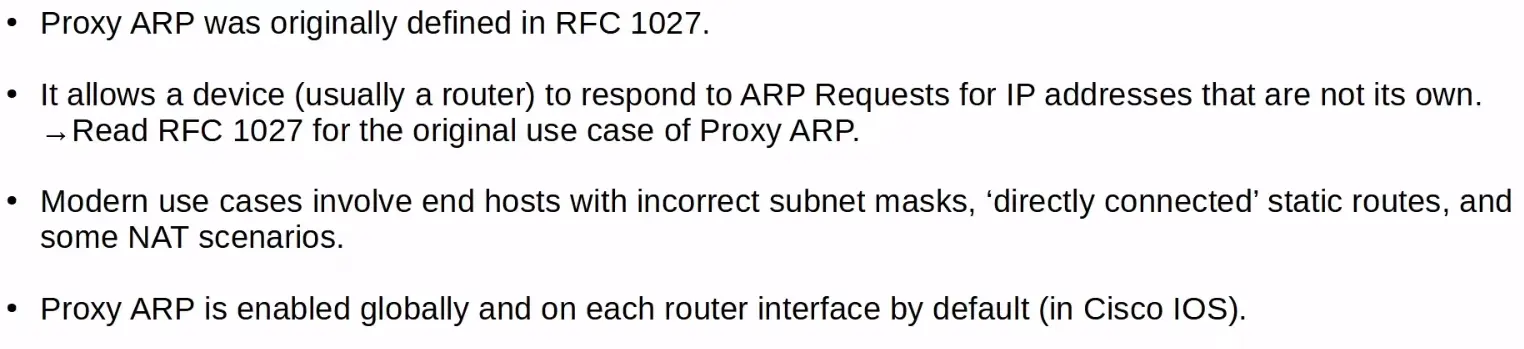 • Proxy ARP was originally defined in RFC 1027.
• It allows a device (usually a router) to respond to ARP Requests for IP addresses that are not its own.
→Read RFC 1027 for the original use case of Proxy ARP.
• Modern use cases involve end hosts with incorrect subnet masks, ‘directly connected’ static routes, and
some NAT scenarios.
• Proxy ARP is enabled globally and on each router interface by default (in Cisco IOS).